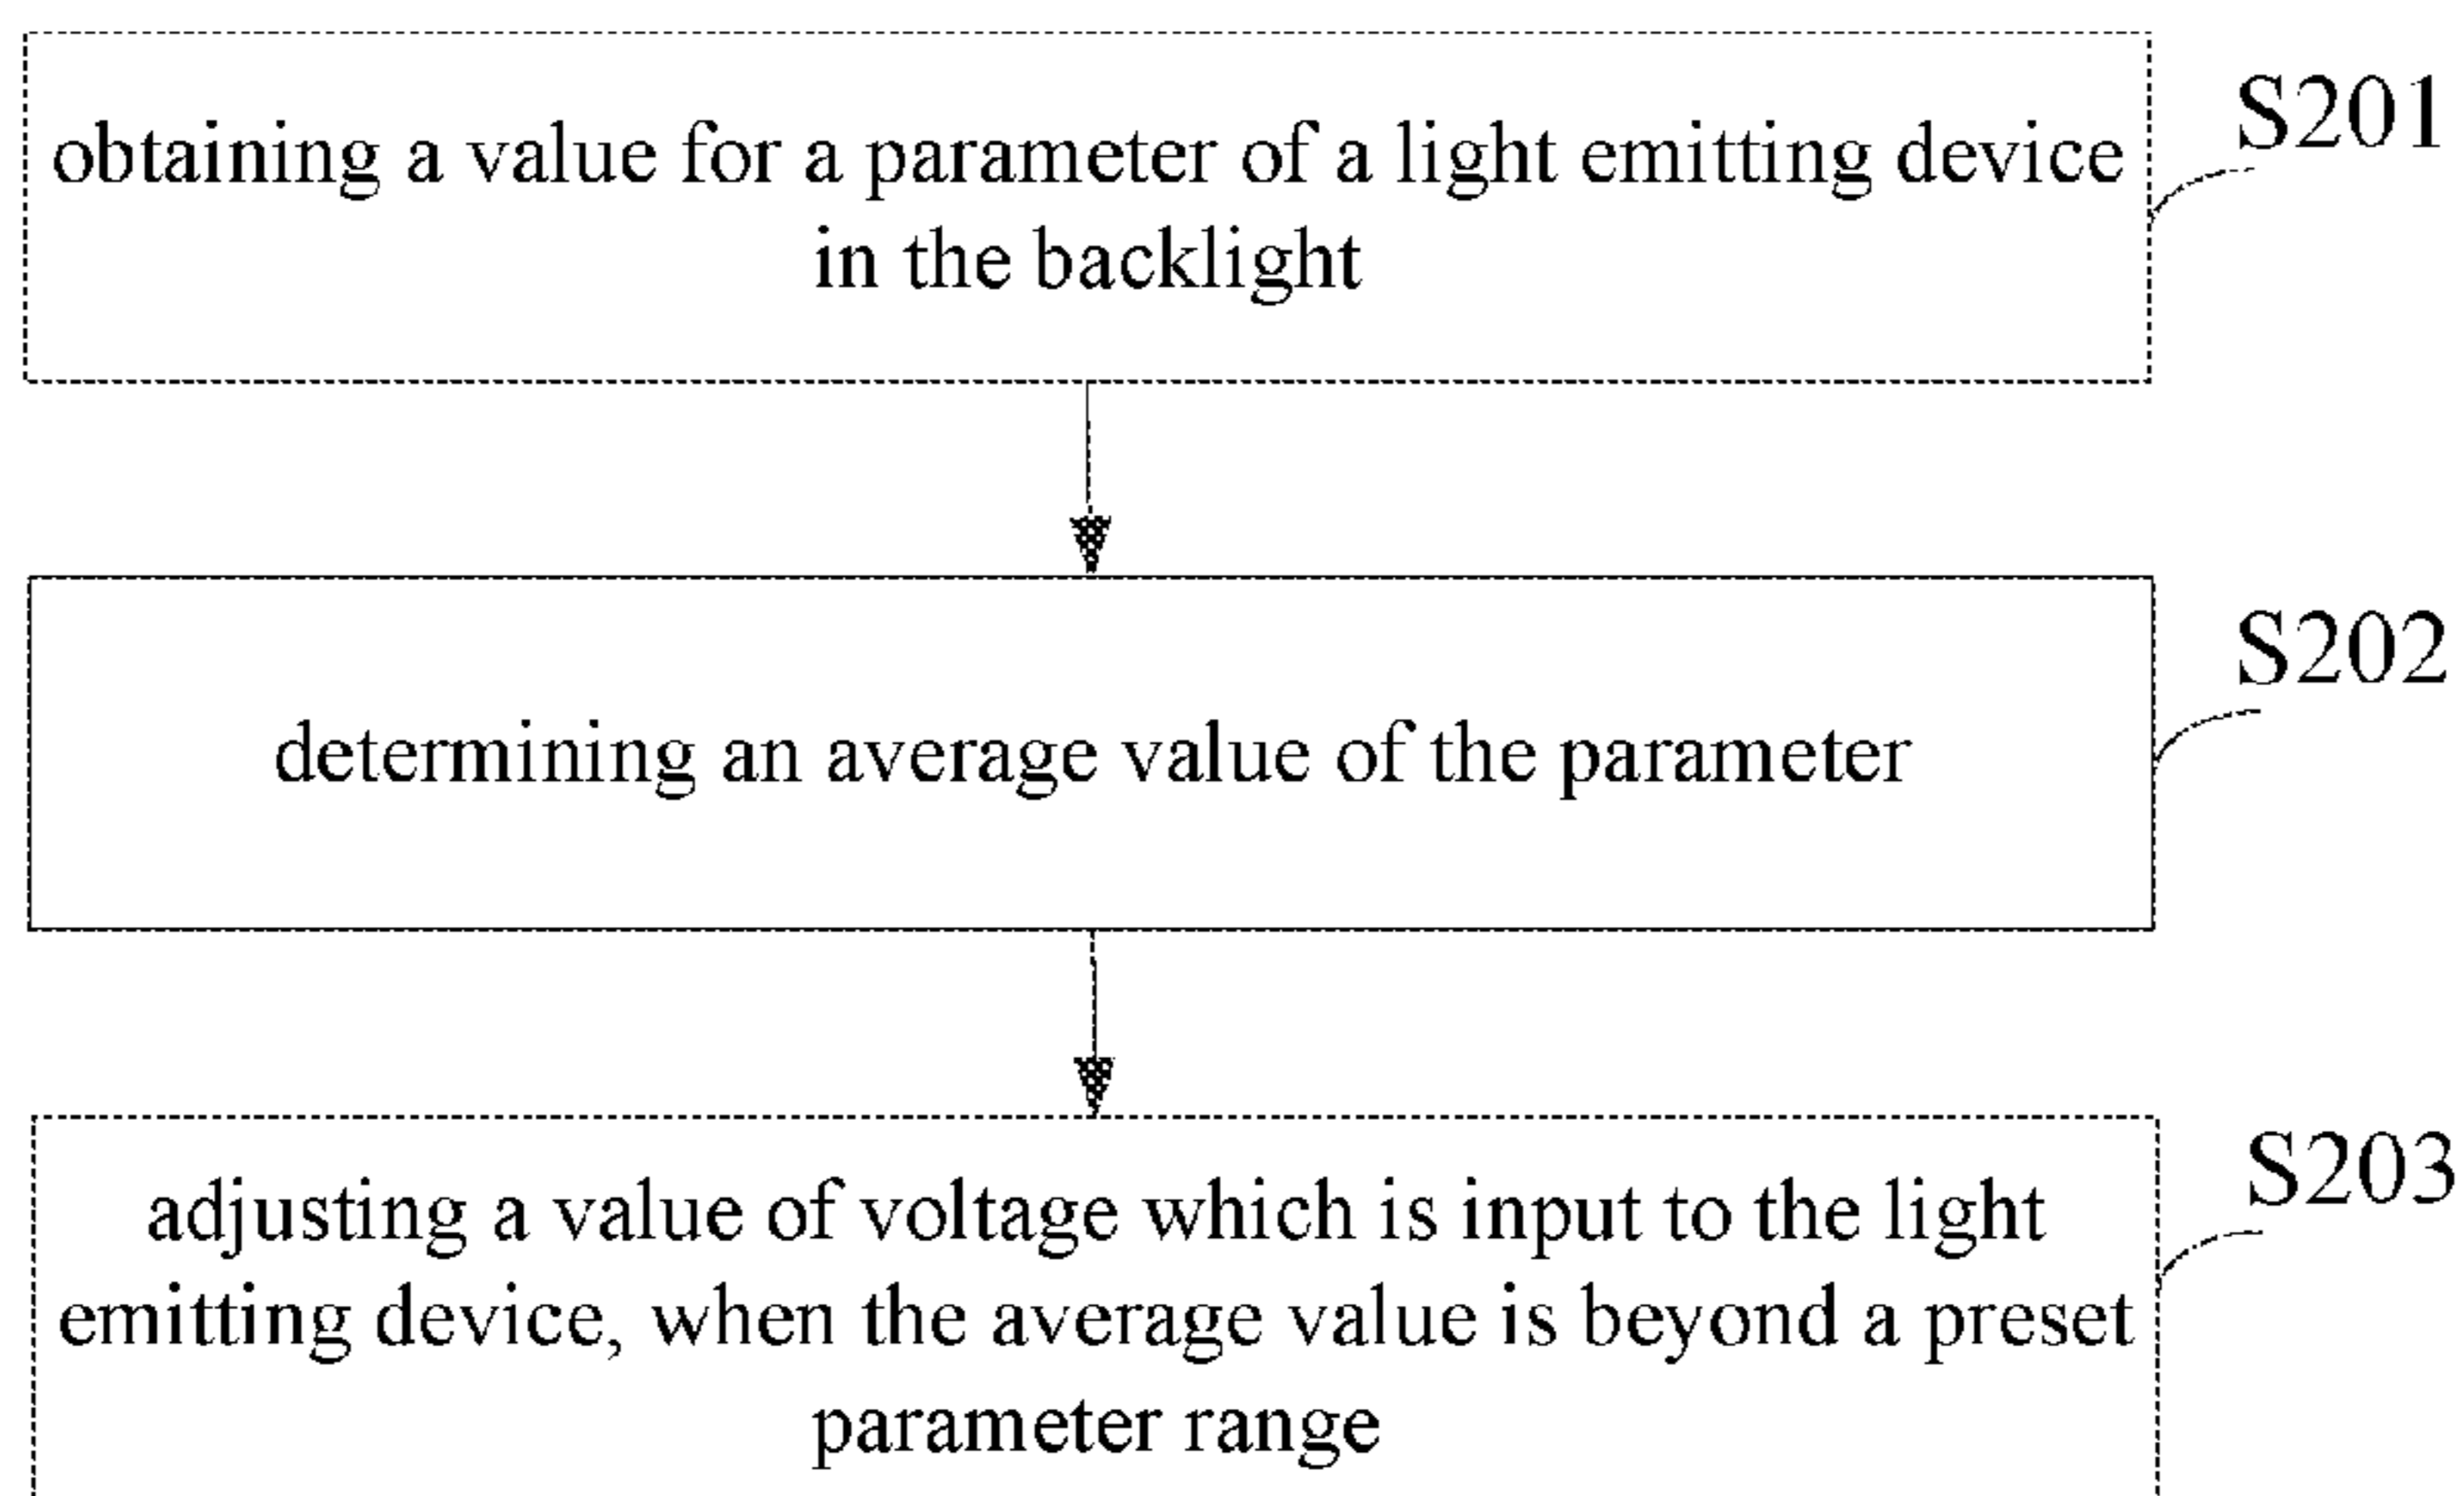 obtaining a value for a parameter of a light emitting device
in the backlight
S201
determining an average value of the parameter
S202
adjusting a value of voltage which is input to the light
emitting device, when the average value is beyond a preset
parameter range
S203